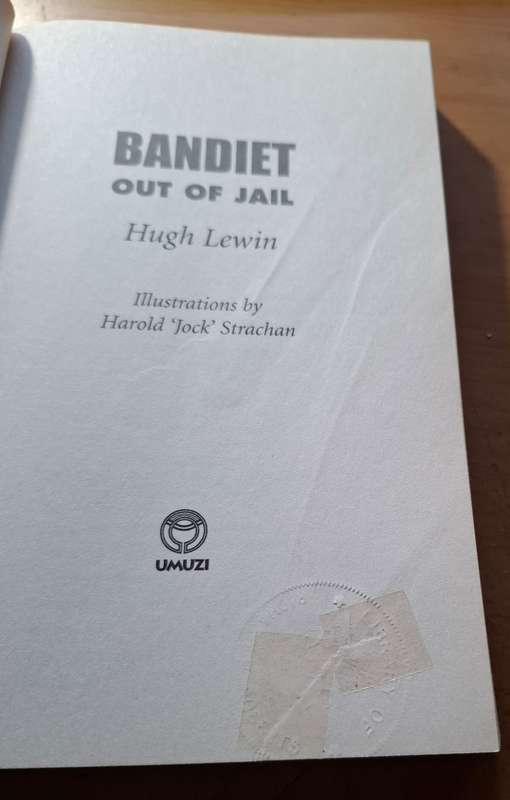 BANDIET
OUT OF JAIL
Hugh Lewin
Illustrations by
Harold ‘Jock’ Strachan
UMUZI